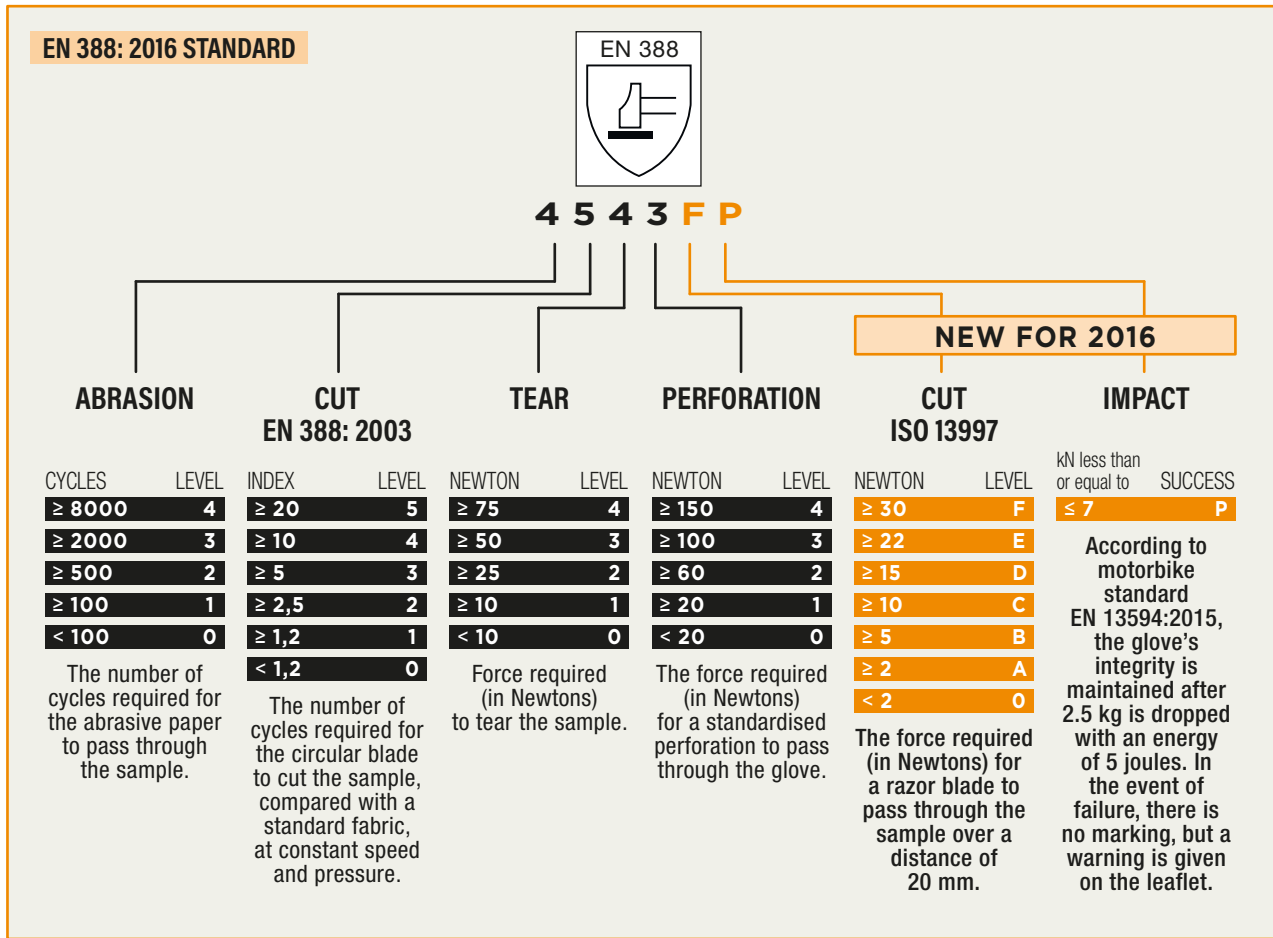 EN 388: 2016 STANDARD
EN 388
4 5 4 3 F P
NEW FOR 2016
ABRASION
CYCLES LEVEL
≥ 8000 4
≥ 2000 3
≥ 500 2
≥ 100 1
< 100 0
The number of
cycles required for
the abrasive paper
to pass through
the sample.
CUT
EN 388: 2003
INDEX LEVEL
≥ 20 5
≥ 10 4
≥ 5 3
≥ 2,5 2
≥ 1,2 1
< 1,2 0
The number of
cycles required for
the circular blade
to cut the sample,
compared with a
standard fabric,
at constant speed
and pressure.
TEAR
NEWTON LEVEL
≥ 75 4
≥ 50 3
≥ 25 2
≥ 10 1
< 10 0
Force required
(in Newtons)
to tear the sample.
PERFORATION
NEWTON LEVEL
≥ 150 4
≥ 100 3
≥ 60 2
≥ 20 1
< 20 0
The force required
(in Newtons)
for a standardised
perforation to pass
through the glove.
CUT
ISO 13997
NEWTON LEVEL
≥ 30 F
≥ 22 E
≥ 15 D
≥ 10 C
≥ 5 B
≥ 2 A
< 2 0
The force required
(in Newtons) for
a razor blade to
pass through the
sample over a
distance of
20 mm.
IMPACT
kN less than
or equal to SUCCESS
≤ 7 P
According to
motorbike
standard
EN 13594:2015,
the glove's
integrity is
maintained after
2.5 kg is dropped
with an energy
of 5 joules. In
the event of
failure, there is
no marking, but a
warning is given
on the leaflet.